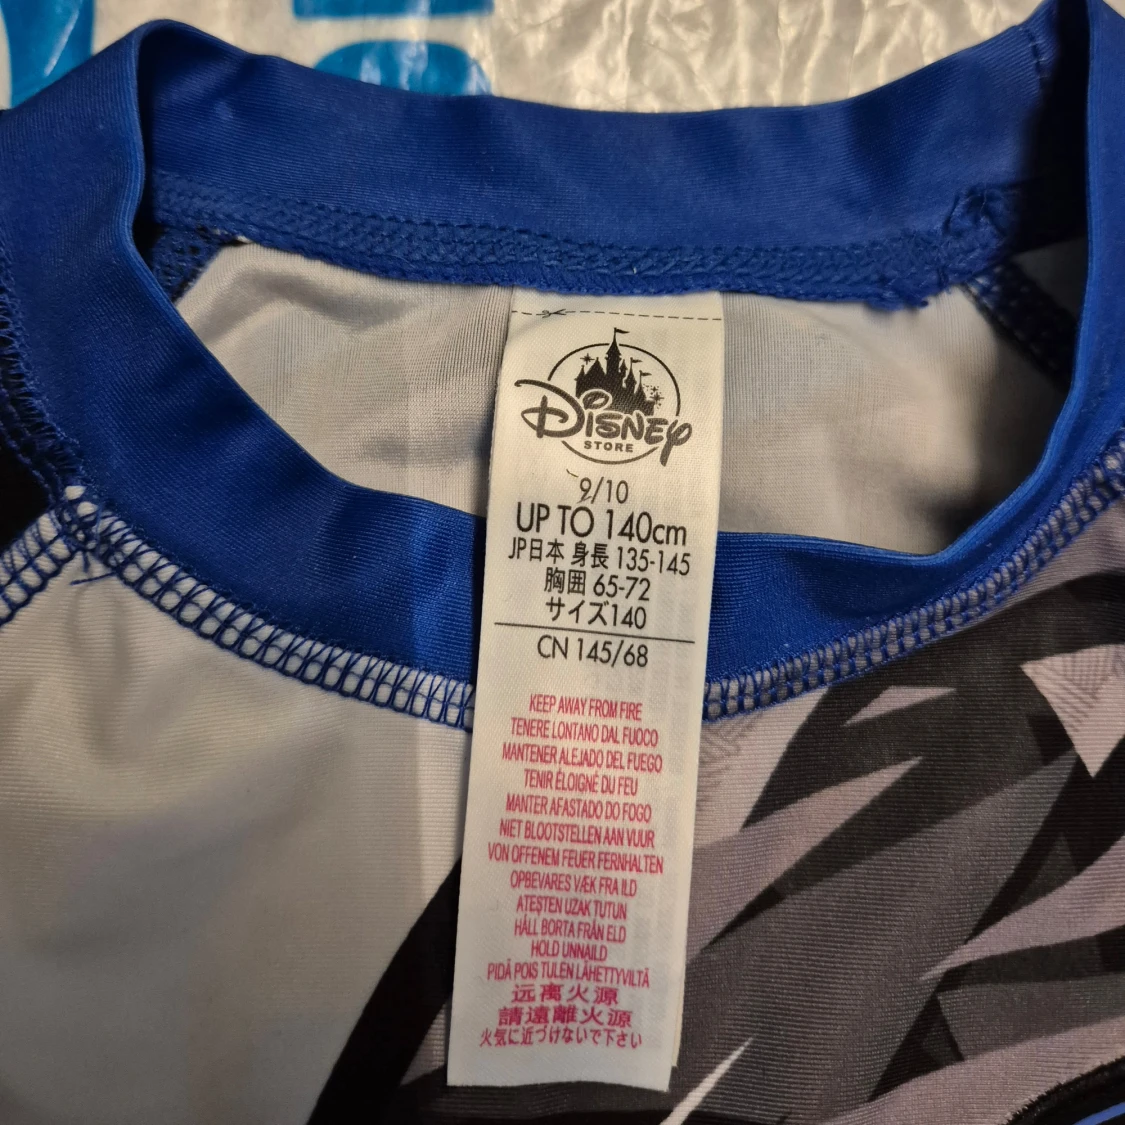 Disney
STORE
9/10
UP TO 140cm
JP日本 身長 135-145
胸囲 65-72
サイズ140
CN 145/68
KEEP AWAY FROM FIRE
TENERE LONTANO DAL FUOCO
MANTENER ALEJADO DEL FUEGO
TENIR ÉLOIGNÉ DU FEU
MANTER AFASTADO DO FOGO
NIET BLOOTSTELLEN AAN VUUR
VON OFFENEM FEUER FERNHALTEN
OPBEVARES VÆK FRA ILD
ATEŞTEN UZAK TUTUN
HÅLL BORTA FRÅN ELD
HOLD UNNAILD
PIDÄ POIS TULEN LÄHETTYVILTÄ
远离火源
請遠離火源
火気に近づけないで下さい